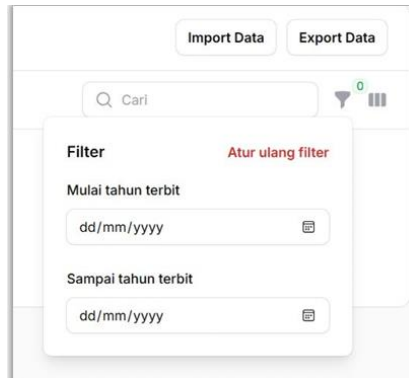 Import Data
Export Data
Cari
0
Filter
Atur ulang filter
Mulai tahun terbit
dd/mm/yyyy
Sampai tahun terbit
dd/mm/yyyy